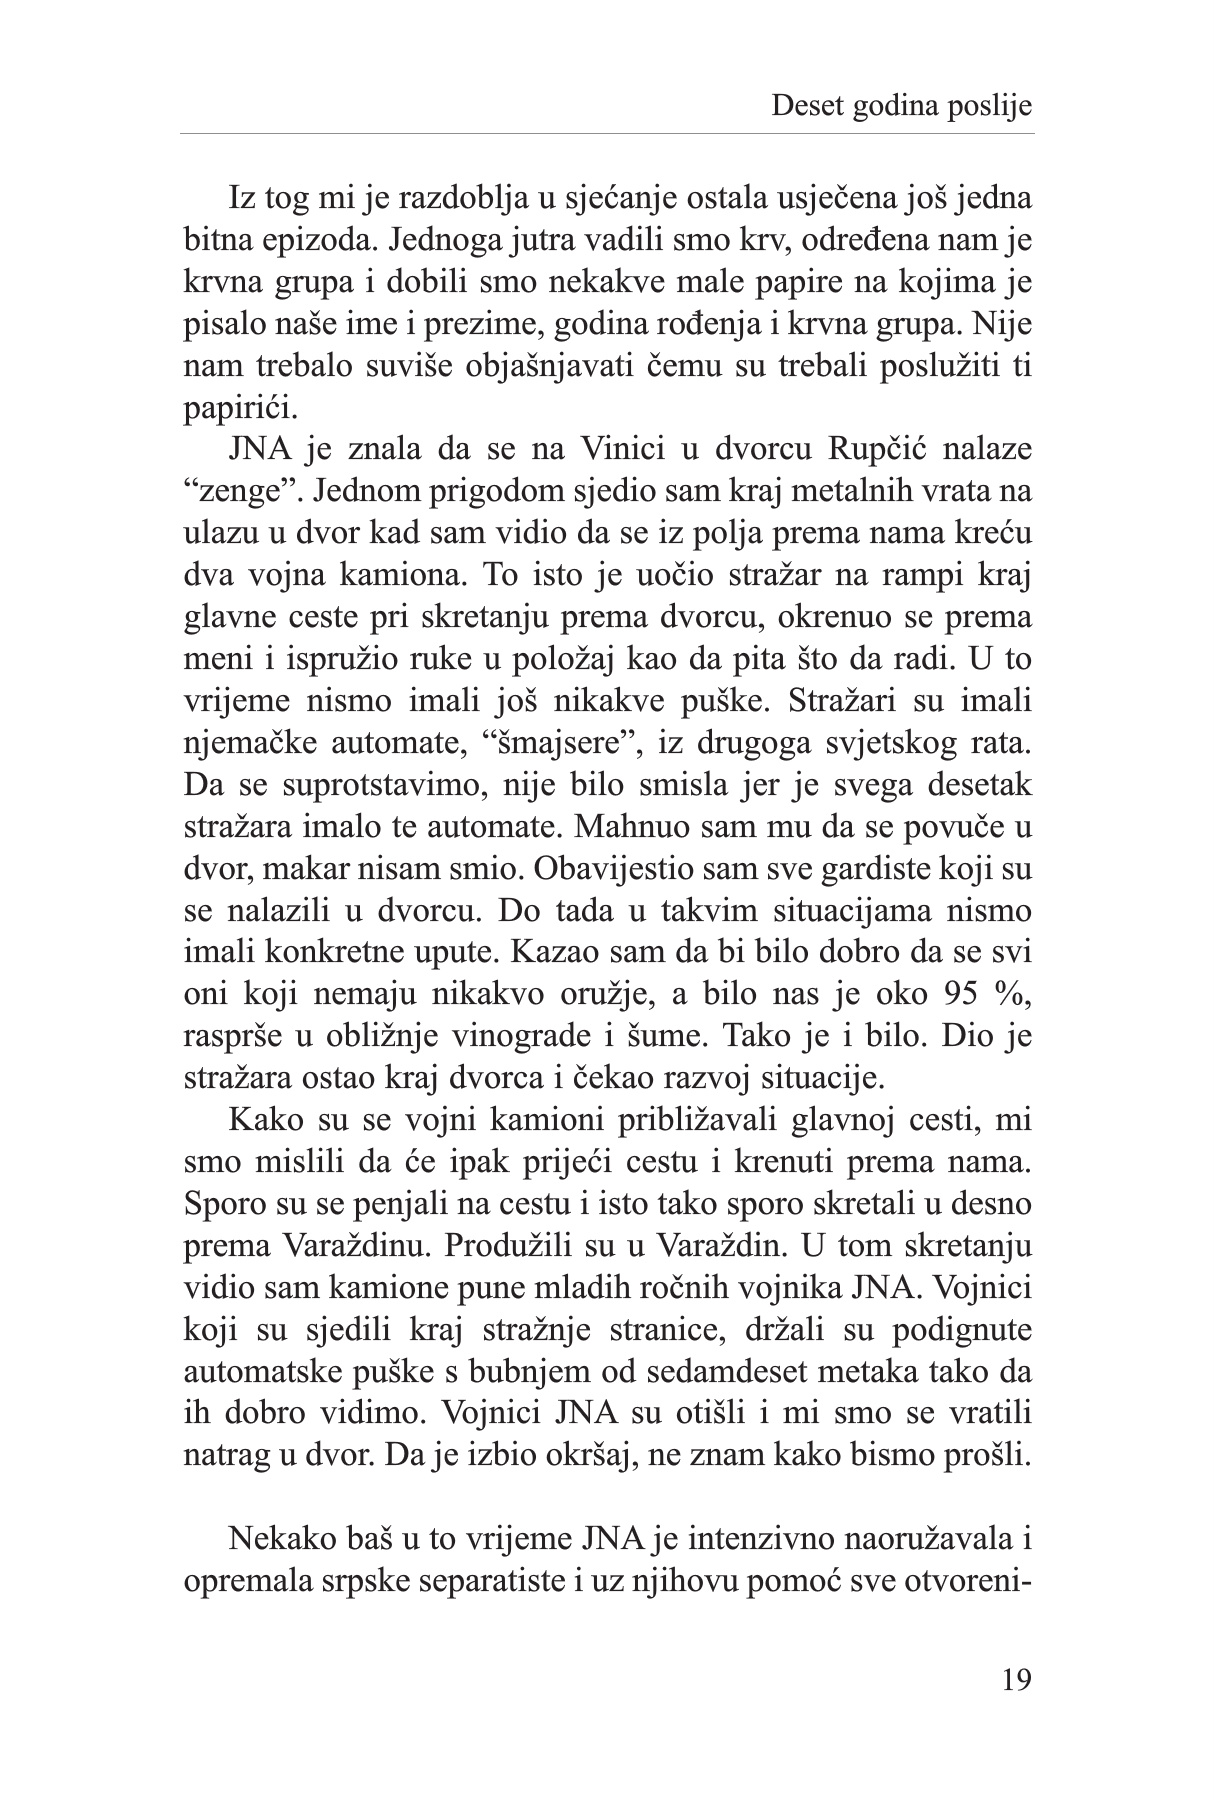 Deset godina poslije
Iz tog mi je razdoblja u sjećanje ostala usječena još jedna
bitna epizoda. Jednoga jutra vadili smo krv, određena nam je
krvna grupa i dobili smo nekakve male papire na kojima je
pisalo naše ime i prezime, godina rođenja i krvna grupa. Nije
nam trebalo suviše objašnjavati čemu su trebali poslužiti ti
papirići.
JNA je znala da se na Vinici u dvorcu Rupčić nalaze
“zenge”. Jednom prigodom sjedio sam kraj metalnih vrata na
ulazu u dvor kad sam vidio da se iz polja prema nama kreću
dva vojna kamiona. To isto je uočio stražar na rampi kraj
glavne ceste pri skretanju prema dvorcu, okrenuo se prema
meni i ispružio ruke u položaj kao da pita što da radi. U to
vrijeme nismo imali još nikakve puške. Stražari su imali
njemačke automate, “šmajsere”, iz drugoga svjetskog rata.
Da se suprotstavimo, nije bilo smisla jer je svega desetak
stražara imalo te automate. Mahnuo sam mu da se povuče u
dvor, makar nisam smio. Obavijestio sam sve gardiste koji su
se nalazili u dvorcu. Do tada u takvim situacijama nismo
imali konkretne upute. Kazao sam da bi bilo dobro da se svi
oni koji nemaju nikakvo oružje, a bilo nas je oko 95 %,
rasprše u obližnje vinograde i šume. Tako je i bilo. Dio je
stražara ostao kraj dvorca i čekao razvoj situacije.
Kako su se vojni kamioni približavali glavnoj cesti, mi
smo mislili da će ipak prijeći cestu i krenuti prema nama.
Sporo su se penjali na cestu i isto tako sporo skretali u desno
prema Varaždinu. Produžili su u Varaždin. U tom skretanju
vidio sam kamione pune mladih ročnih vojnika JNA. Vojnici
koji su sjedili kraj stražnje stranice, držali su podignute
automatske puške s bubnjem od sedamdeset metaka tako da
ih dobro vidimo. Vojnici JNA su otišli i mi smo se vratili
natrag u dvor. Da je izbio okršaj, ne znam kako bismo prošli.
Nekako baš u to vrijeme JNA je intenzivno naoružavala i
opremala srpske separatiste i uz njihovu pomoć sve otvoreni-
19